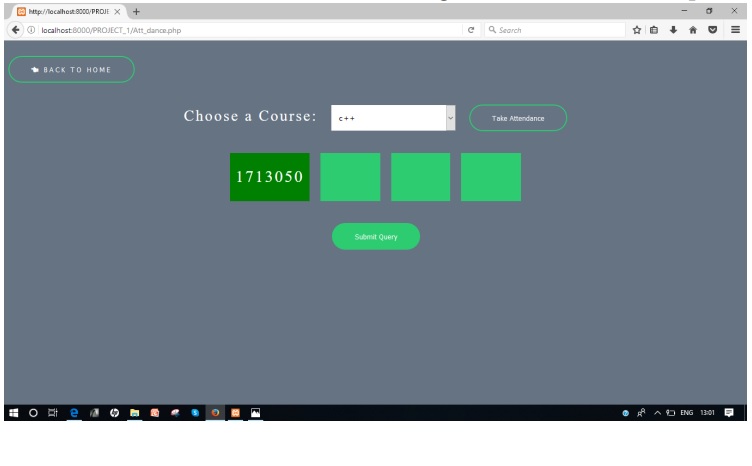 http://localhost:8000/PROJE
localhost:8000/PROJECT_1/Att_dance.php
Search
BACK TO HOME
Choose a Course:
c++
Take Attendance
1713050
Submit Query
ENG
13:01